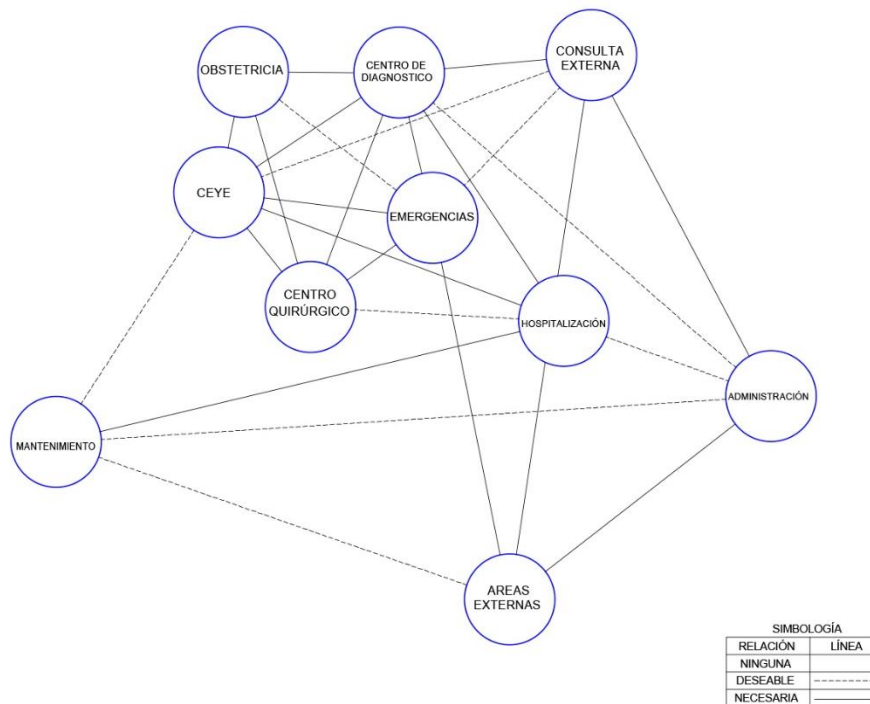 OBSTETRICIA
CENTRO DE
DIAGNOSTICO
CONSULTA
EXTERNA
CEYE
EMERGENCIAS
CENTRO
QUIRÚRGICO
HOSPITALIZACIÓN
ADMINISTRACIÓN
MANTENIMIENTO
AREAS
EXTERNAS
SIMBOLOGÍA
RELACIÓN LÍNEA
NINGUNA
DESEABLE
NECESARIA